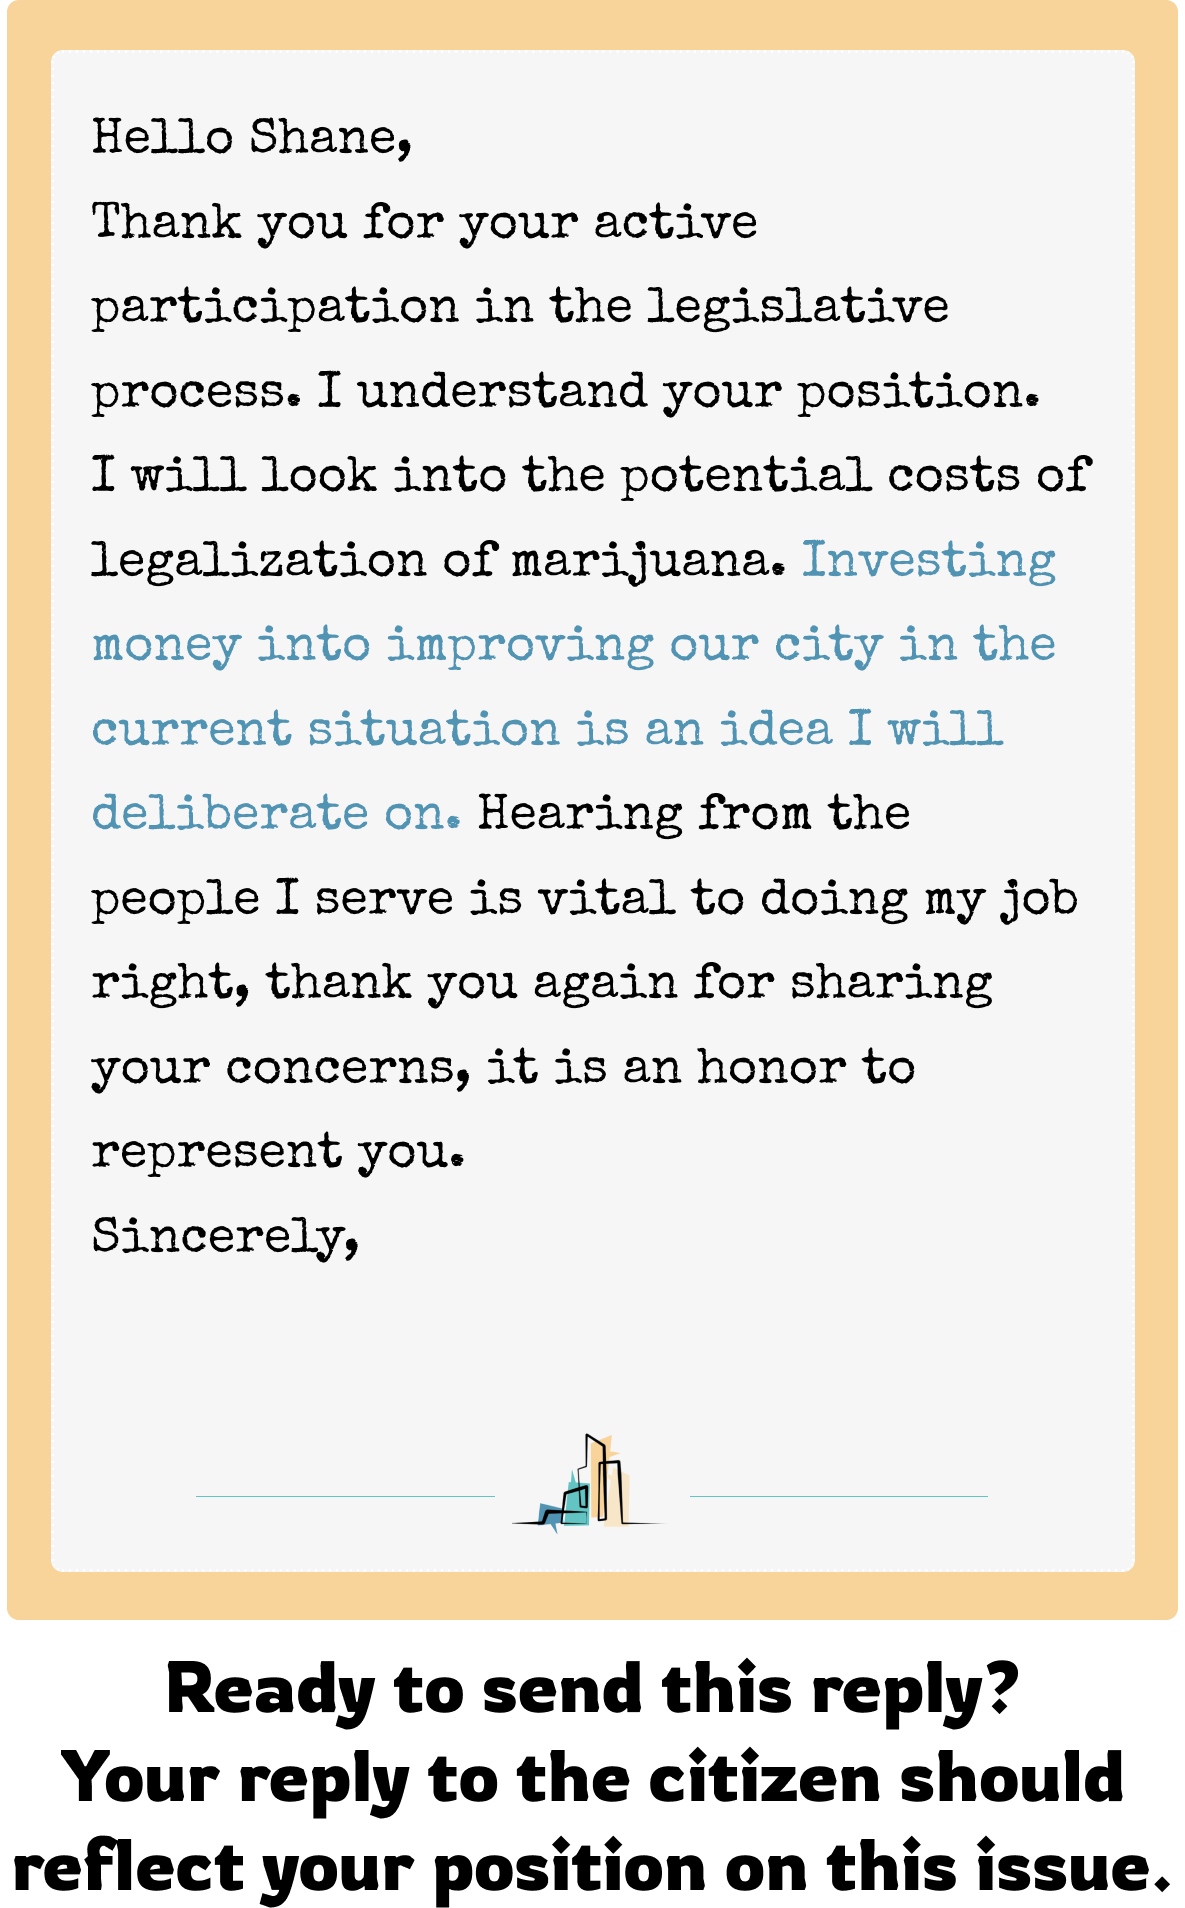 Hello Shane,
Thank you for your active
participation in the legislative
process. I understand your position.
I will look into the potential costs of
legalization of marijuana. Investing
money into improving our city in the
current situation is an idea I will
deliberate on. Hearing from the
people I serve is vital to doing my job
right, thank you again for sharing
your concerns, it is an honor to
represent you.
Sincerely,
Ready to send this reply?
Your reply to the citizen should
reflect your position on this issue.